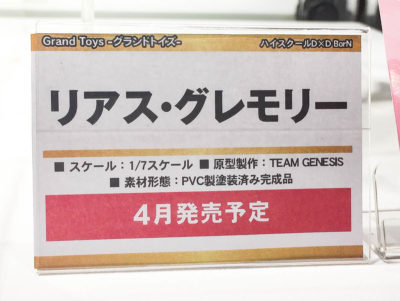 Grand Toys -グランドトイズ- ハイスクールD×D BorN
リアス・グレモリー
■ スケール：1/7スケール ■ 原型製作：TEAM GENESIS
■ 素材形態：PVC製塗装済み完成品
4月発売予定